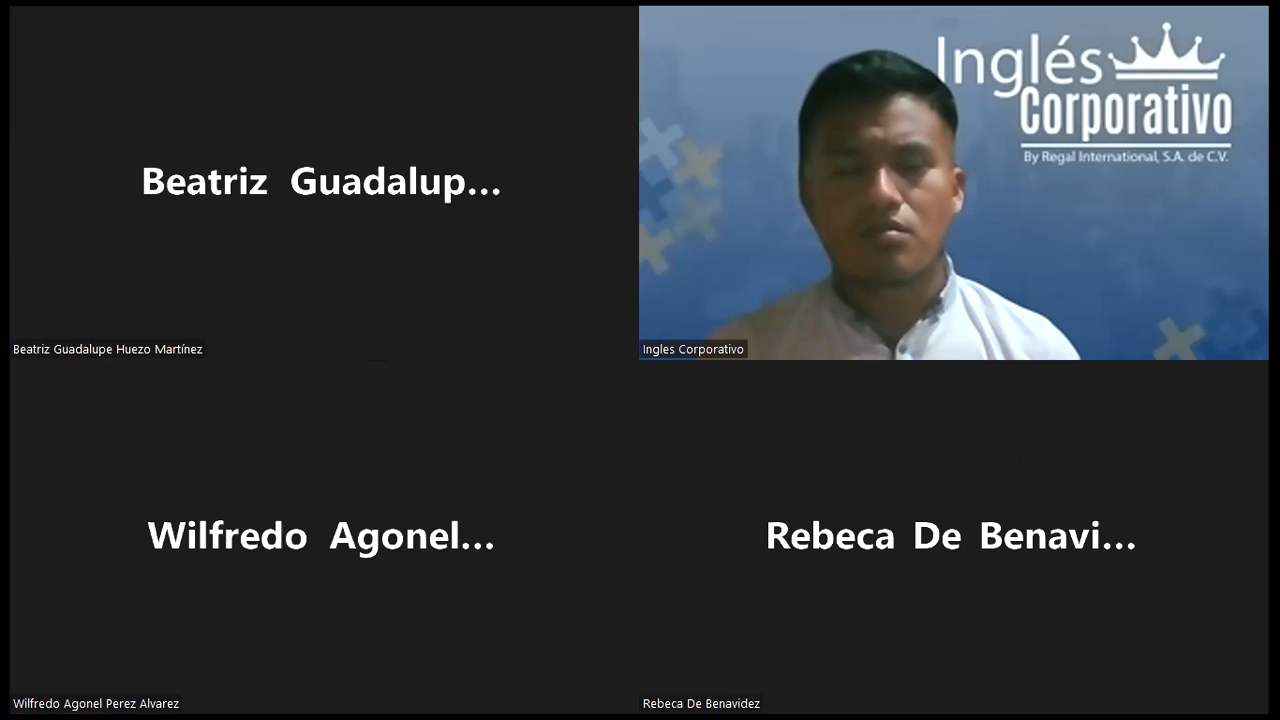 Beatriz Guadalup...
Beatriz Guadalupe Huezo Martínez
Inglés
Corporativo
By Regal International, S.A. de C.V.
Ingles Corporativo
Wilfredo Agonel...
Wilfredo Agonel Perez Alvarez
Rebeca De Benavi...
Rebeca De Benavidez